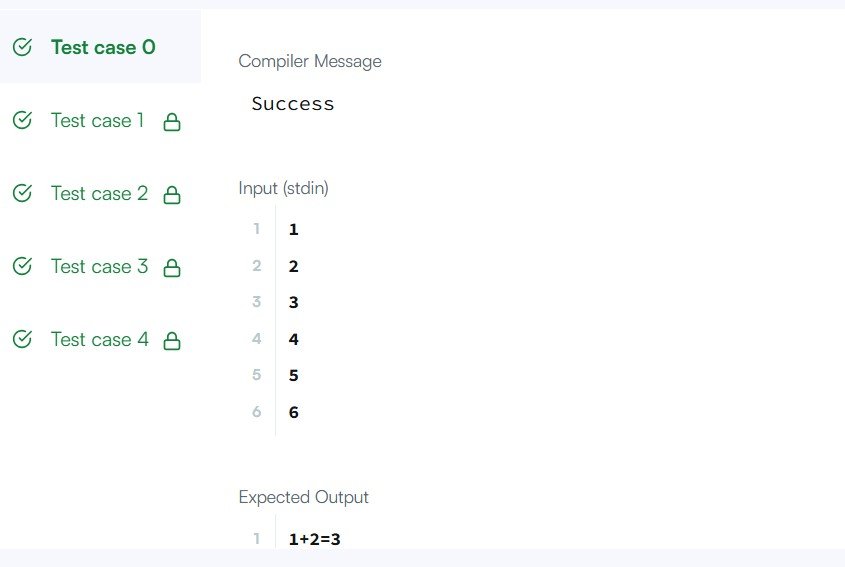 Test case 0
Test case 1
Test case 2
Test case 3
Test case 4
Compiler Message
Success
Input (stdin)
1 1
2 2
3 3
4 4
5 5
6 6
Expected Output
1 1+2=3